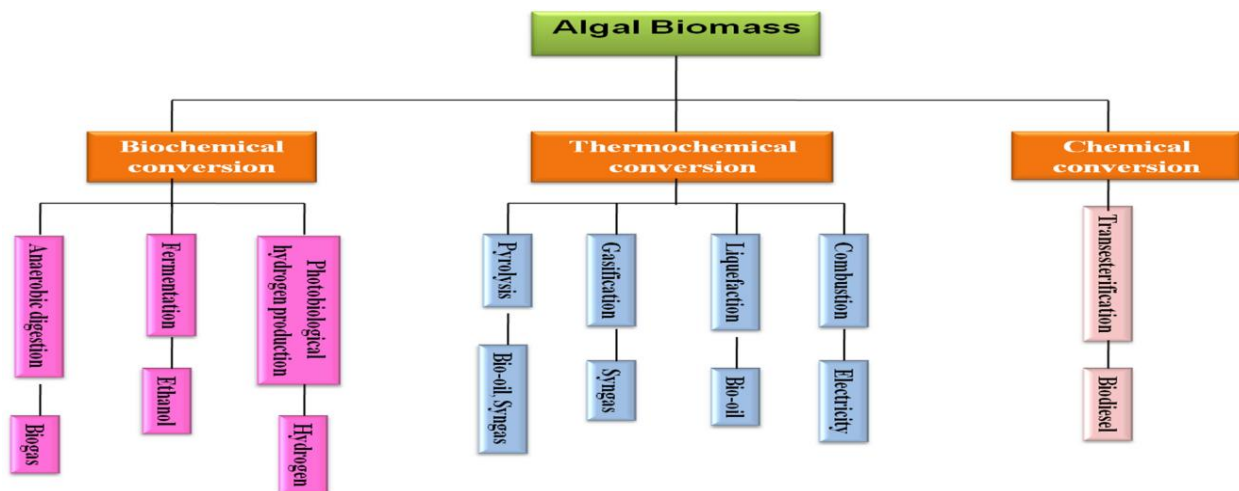 Algal Biomass
Biochemical
conversion
Thermochemical
conversion
Chemical
conversion
Anaerobic digestion
Fermentation
Photobiological
hydrogen production
Pyrolysis
Gasification
Liquefaction
Combustion
Transesterification
Biogas
Ethanol
Hydrogen
Bio-oil, Syngas
Syngas
Bio-oil
Electricity
Biodiesel